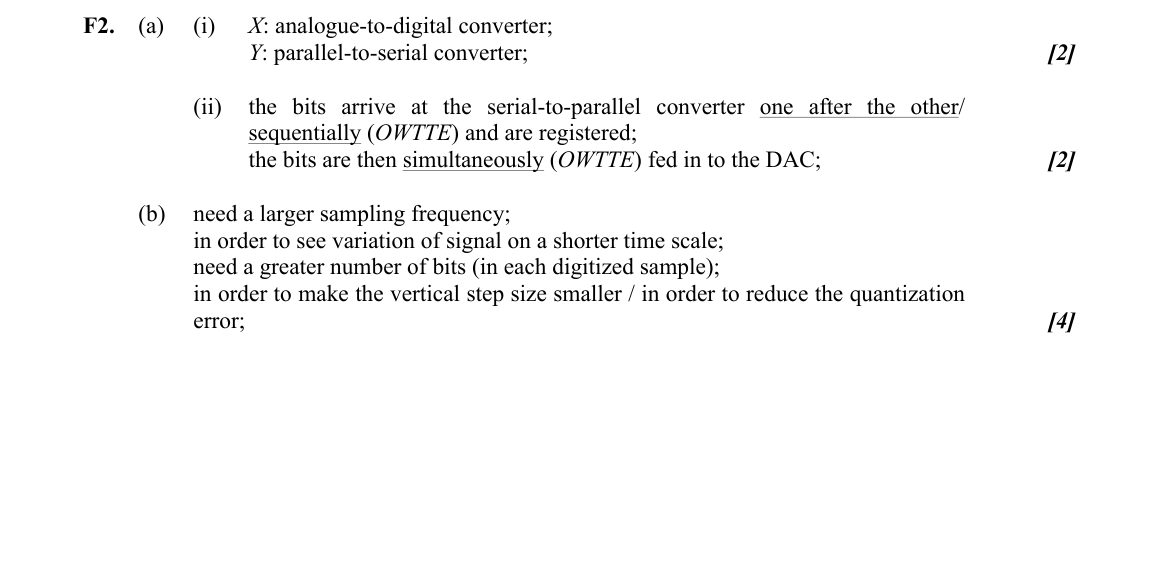 F2. (a) (i) X: analogue-to-digital converter;
Y: parallel-to-serial converter; [2]
(ii) the bits arrive at the serial-to-parallel converter one after the other/
sequentially (OWTTE) and are registered;
the bits are then simultaneously (OWTTE) fed in to the DAC; [2]
(b) need a larger sampling frequency;
in order to see variation of signal on a shorter time scale;
need a greater number of bits (in each digitized sample);
in order to make the vertical step size smaller / in order to reduce the quantization
error; [4]